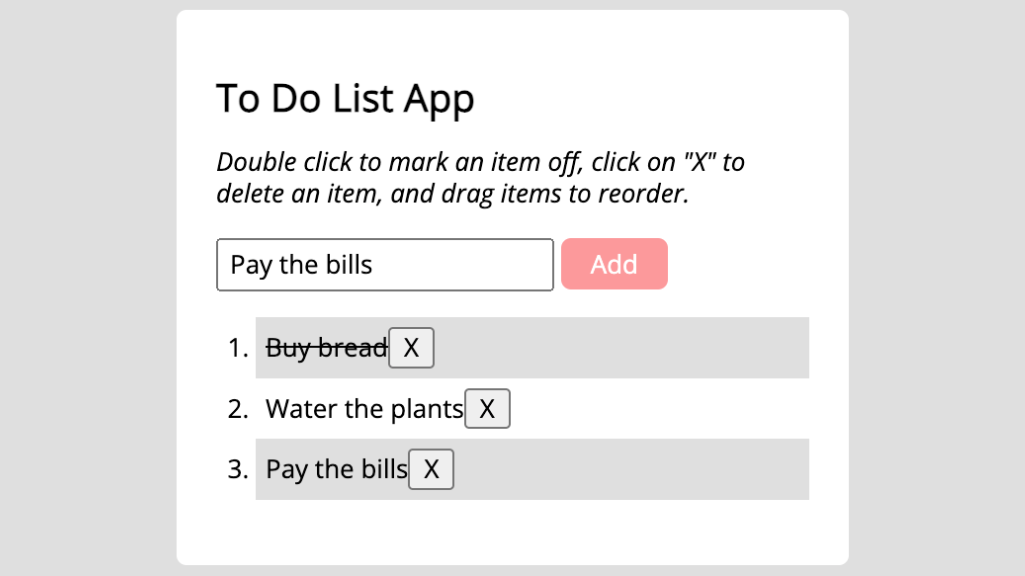 To Do List App
Double click to mark an item off, click on "X" to
delete an item, and drag items to reorder.
Pay the bills Add
1. Buy bread X
2. Water the plants X
3. Pay the bills X